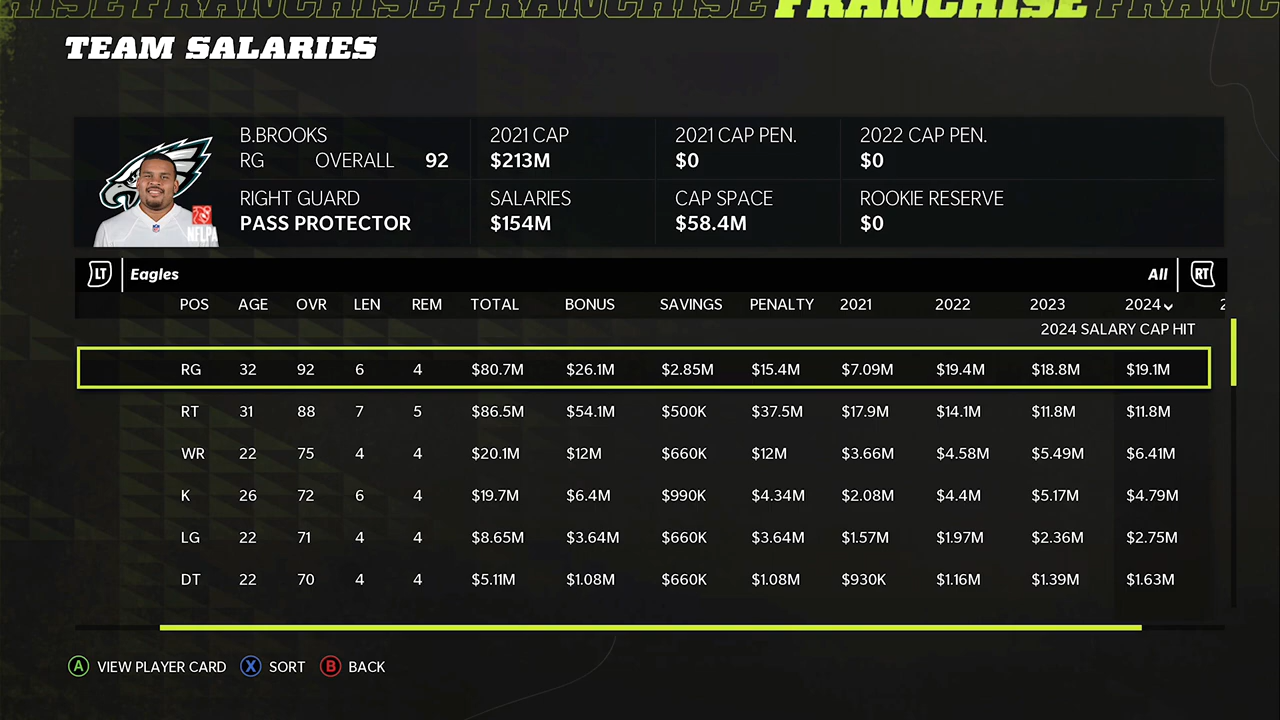 FRANCHISE FRANCHISE FRANCHISE FRANCHISE
TEAM SALARIES
B.BROOKS
RG OVERALL 92
RIGHT GUARD
PASS PROTECTOR
NFLPA
2021 CAP
$213M
SALARIES
$154M
2021 CAP PEN.
$0
CAP SPACE
$58.4M
2022 CAP PEN.
$0
ROOKIE RESERVE
$0
LT Eagles All RT
POS AGE OVR LEN REM TOTAL BONUS SAVINGS PENALTY 2021 2022 2023 2024
2024 SALARY CAP HIT
RG 32 92 6 4 $80.7M $26.1M $2.85M $15.4M $7.09M $19.4M $18.8M $19.1M
RT 31 88 7 5 $86.5M $54.1M $500K $37.5M $17.9M $14.1M $11.8M $11.8M
WR 22 75 4 4 $20.1M $12M $660K $12M $3.66M $4.58M $5.49M $6.41M
K 26 72 6 4 $19.7M $6.4M $990K $4.34M $2.08M $4.4M $5.17M $4.79M
LG 22 71 4 4 $8.65M $3.64M $660K $3.64M $1.57M $1.97M $2.36M $2.75M
DT 22 70 4 4 $5.11M $1.08M $660K $1.08M $930K $1.16M $1.39M $1.63M
A VIEW PLAYER CARD X SORT B BACK